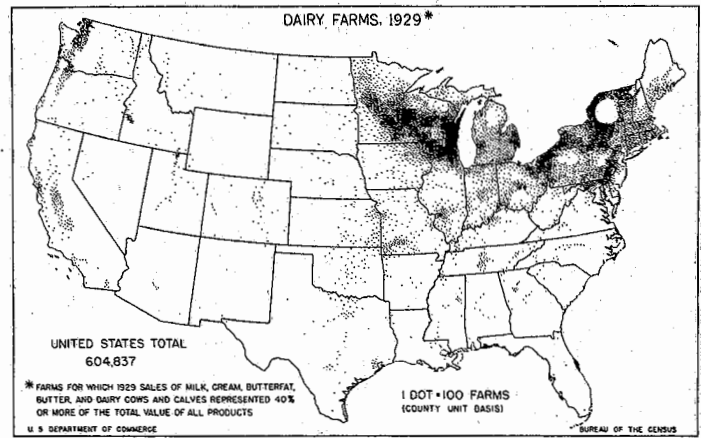 DAIRY FARMS, 1929*
UNITED STATES TOTAL
604,837
*FARMS FOR WHICH 1929 SALES OF MILK, CREAM, BUTTERFAT,
BUTTER, AND DAIRY COWS AND CALVES REPRESENTED 40%
OR MORE OF THE TOTAL VALUE OF ALL PRODUCTS
1 DOT=100 FARMS
(COUNTY UNIT BASIS)
U S DEPARTMENT OF COMMERCE
BUREAU OF THE CENSUS